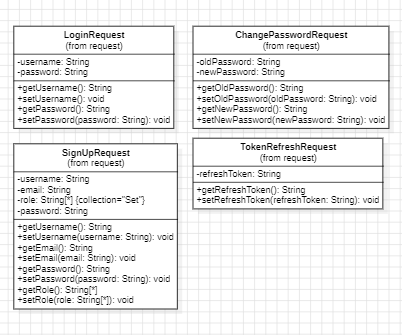 LoginRequest
(from request)
-username: String
-password: String
+getUsername(): String
+setUsername(): void
+getPassword(): String
+setPassword(password: String): void
ChangePasswordRequest
(from request)
-oldPassword: String
-newPassword: String
+getOldPassword(): String
+setOldPassword(oldPassword: String): void
+getNewPassword(): String
+setNewPassword(newPassword: String): void
SignUpRequest
(from request)
-username: String
-email: String
-role: String[*] {collection="Set"}
-password: String
+getUsername(): String
+setUsername(username: String): void
+getEmail(): String
+setEmail(email: String): void
+getPassword(): String
+setPassword(password: String): void
+getRole(): String[*]
+setRole(role: String[*]): void
TokenRefreshRequest
(from request)
-refreshToken: String
+getRefreshToken(): String
+setRefreshToken(refreshToken: String): void